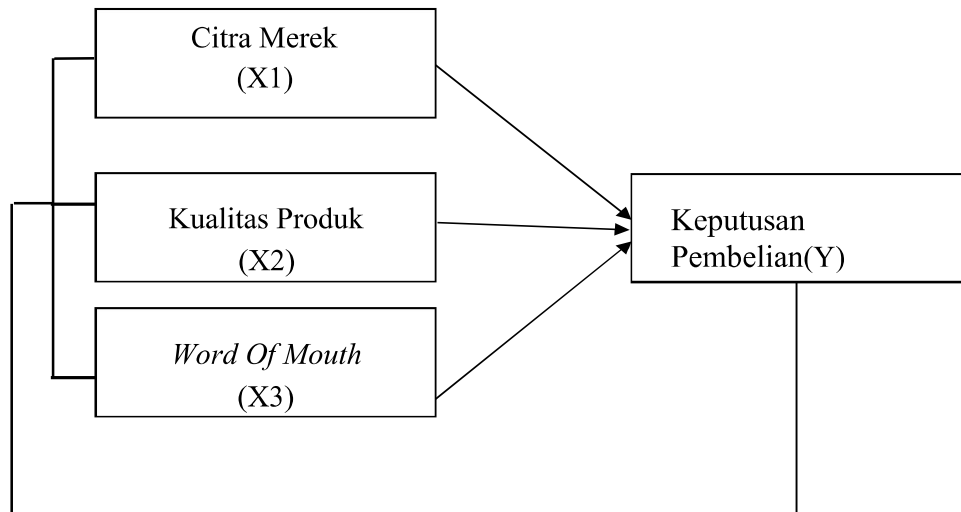 Citra Merek
(X1)
Kualitas Produk
(X2)
Word Of Mouth
(X3)
Keputusan
Pembelian(Y)